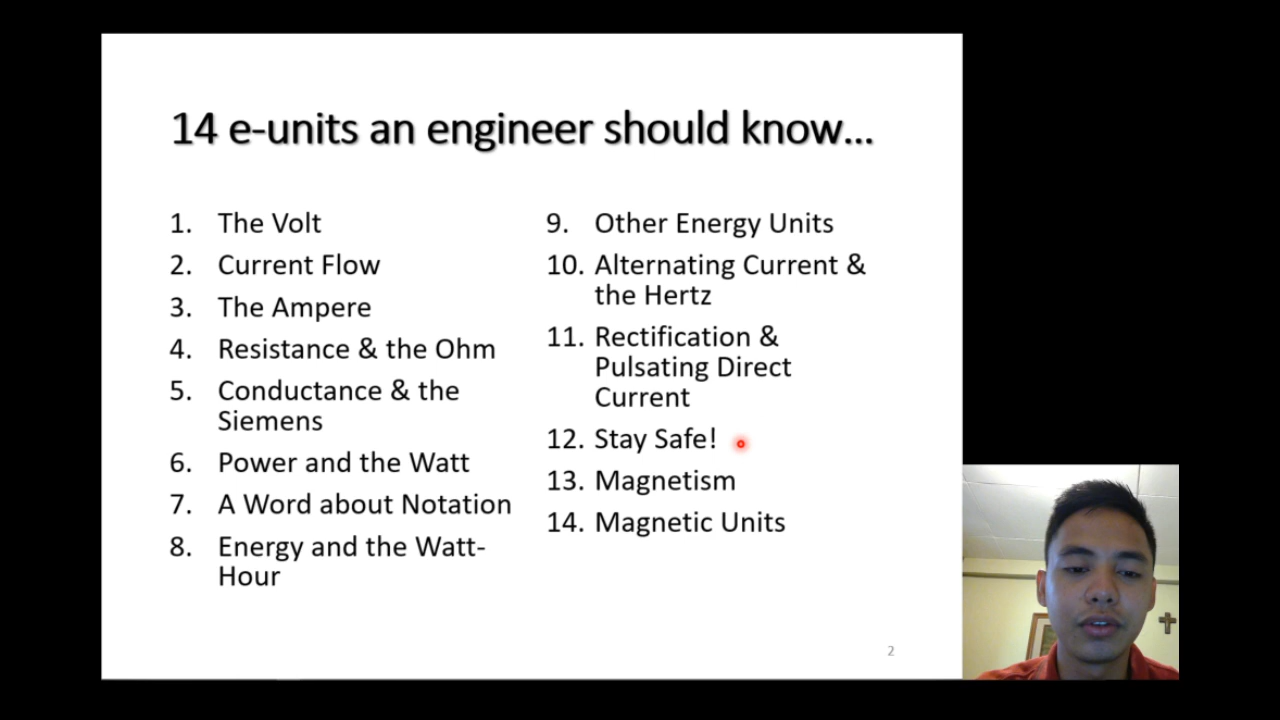 14 e-units an engineer should know...
1. The Volt
2. Current Flow
3. The Ampere
4. Resistance & the Ohm
5. Conductance & the
Siemens
6. Power and the Watt
7. A Word about Notation
8. Energy and the Watt-
Hour
9. Other Energy Units
10. Alternating Current &
the Hertz
11. Rectification &
Pulsating Direct
Current
12. Stay Safe!
13. Magnetism
14. Magnetic Units
2